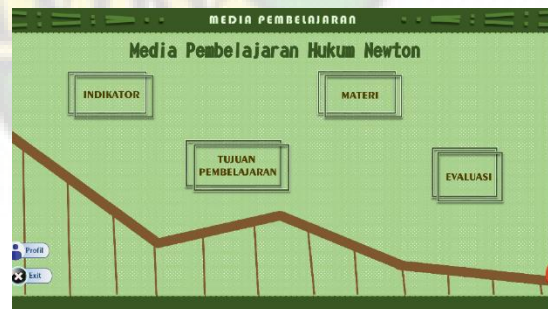 MEDIA PEMBELAJARAN
Media Pembelajaran Hukum Newton
INDIKATOR
MATERI
TUJUAN
PEMBELAJARAN
EVALUASI
Profil
Exit